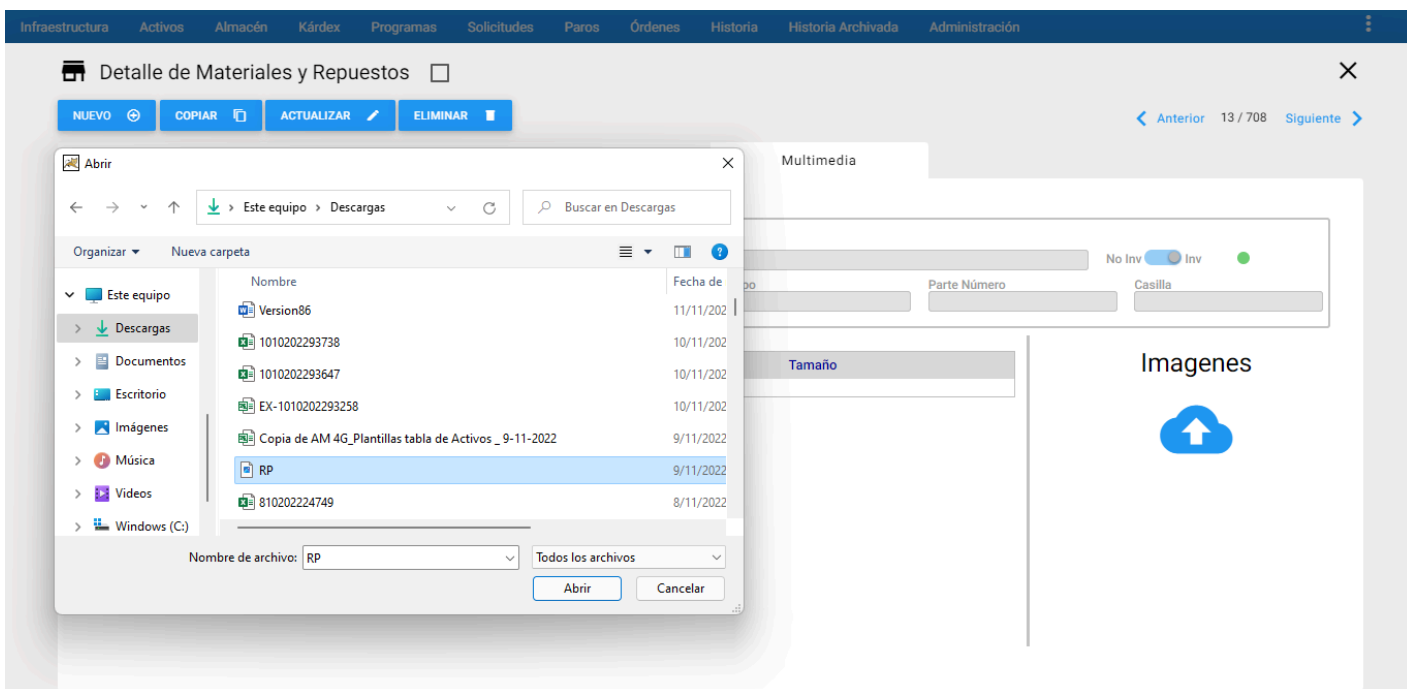 Infraestructura Activos Almacén Kárdex Programas Solicitudes Paros Órdenes Historia Historia Archivada Administración
Detalle de Materiales y Repuestos
NUEVO COPIAR ACTUALIZAR ELIMINAR
Anterior 13 / 708 Siguiente
Abrir
Multimedia
Este equipo > Descargas
Buscar en Descargas
Organizar Nueva carpeta
No Inv Inv
Parte Número Casilla
Nombre Fecha de
Este equipo
Descargas
Documentos
Escritorio
Imágenes
Música
Videos
Windows (C:)
Version86 11/11/202
1010202293738 10/11/202
1010202293647 10/11/202
EX-1010202293258 10/11/202
Copia de AM 4G_Plantillas tabla de Activos _ 9-11-2022 9/11/2022
RP 9/11/2022
810202224749 8/11/2022
Tamaño
Imagenes
Nombre de archivo: RP Todos los archivos
Abrir Cancelar